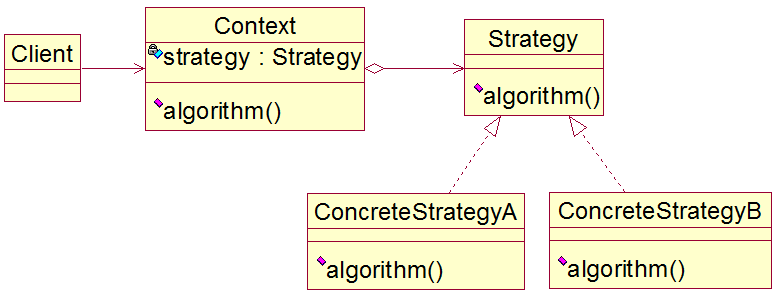 Client
Context
strategy : Strategy
algorithm()
Strategy
algorithm()
ConcreteStrategyA
algorithm()
ConcreteStrategyB
algorithm()